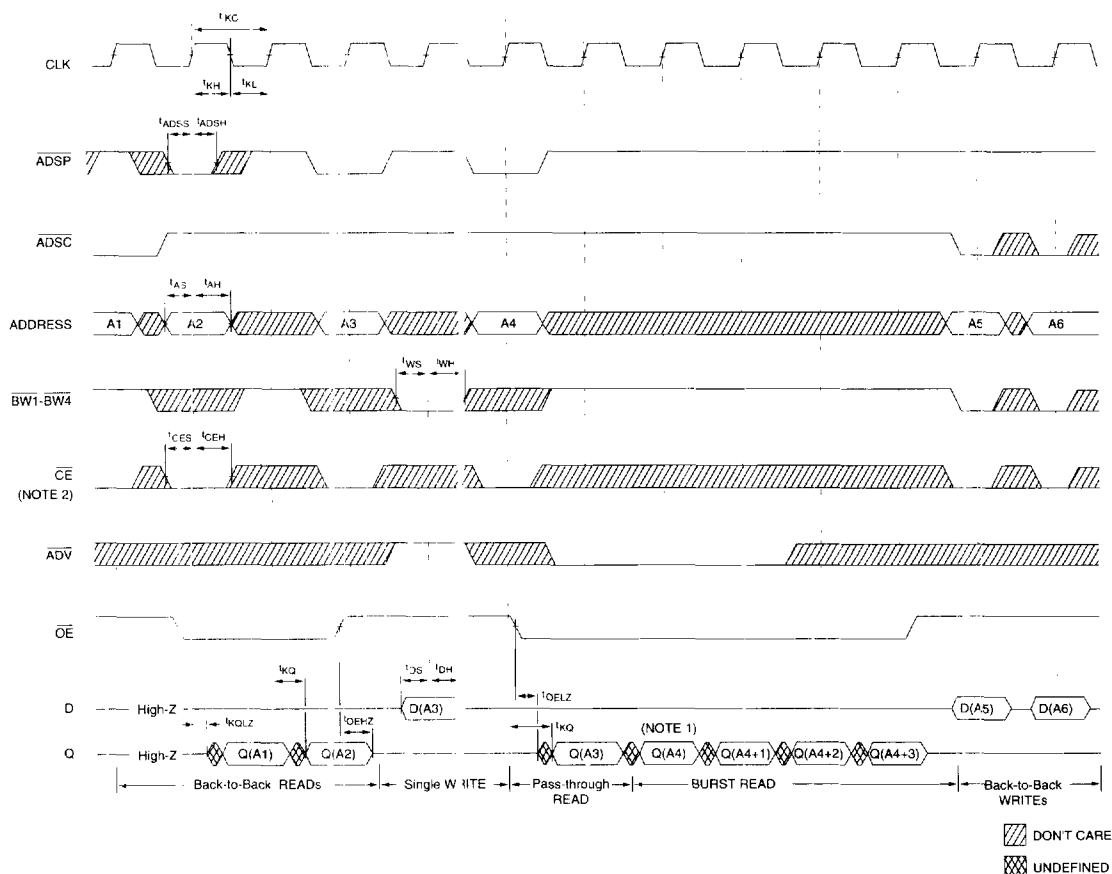 tKC
CLK
tKH tKL
tADSS tADSH
ADSP
ADSC
tAS tAH
ADDRESS A1 A2 A3 A4 A5 A6
tWS tWH
BW1-BW4
tCES tCEH
CE
(NOTE 2)
ADV
OE
tKQ tDS tDH tOELZ
D High-Z D(A3) D(A5) D(A6)
tKQLZ tOEHZ tKQ (NOTE 1)
Q High-Z Q(A1) Q(A2) Q(A3) Q(A4) Q(A4+1) Q(A4+2) Q(A4+3)
Back-to-Back READs Single WRITE Pass-through BURST READ Back-to-Back
READ WRITEs
DON'T CARE
UNDEFINED